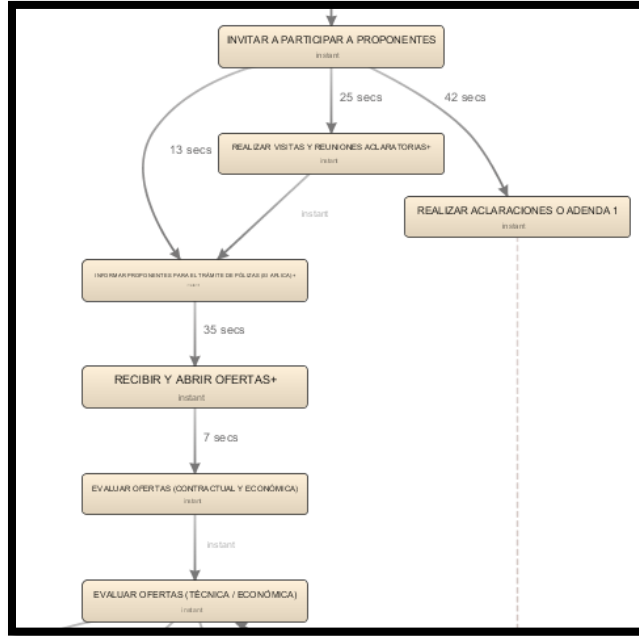 INVITAR A PARTICIPAR A PROPONENTES
instant
25 secs
42 secs
13 secs
REALIZAR VISITAS Y REUNIONES ACLARATORIAS+
instant
instant
REALIZAR ACLARACIONES O ADENDA 1
instant
INFORMAR PROPONENTES PARA EL TRÁMITE DE PÓLIZAS (SI APLICA)+
instant
35 secs
RECIBIR Y ABRIR OFERTAS+
instant
7 secs
EVALUAR OFERTAS (CONTRACTUAL Y ECONÓMICA)
instant
instant
EVALUAR OFERTAS (TÉCNICA / ECONÓMICA)
instant